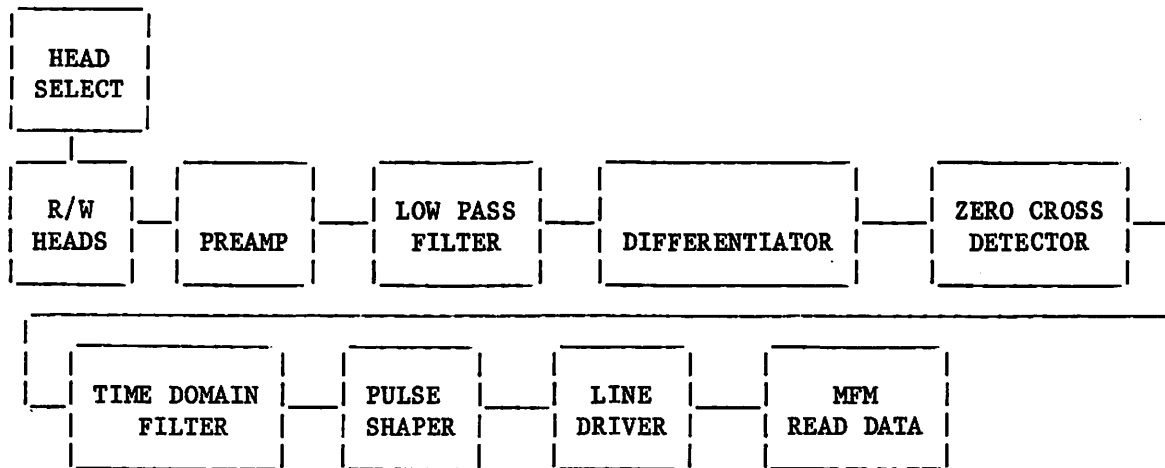 HEAD
SELECT
R/W
HEADS
PREAMP
LOW PASS
FILTER
DIFFERENTIATOR
ZERO CROSS
DETECTOR
TIME DOMAIN
FILTER
PULSE
SHAPER
LINE
DRIVER
MFM
READ DATA